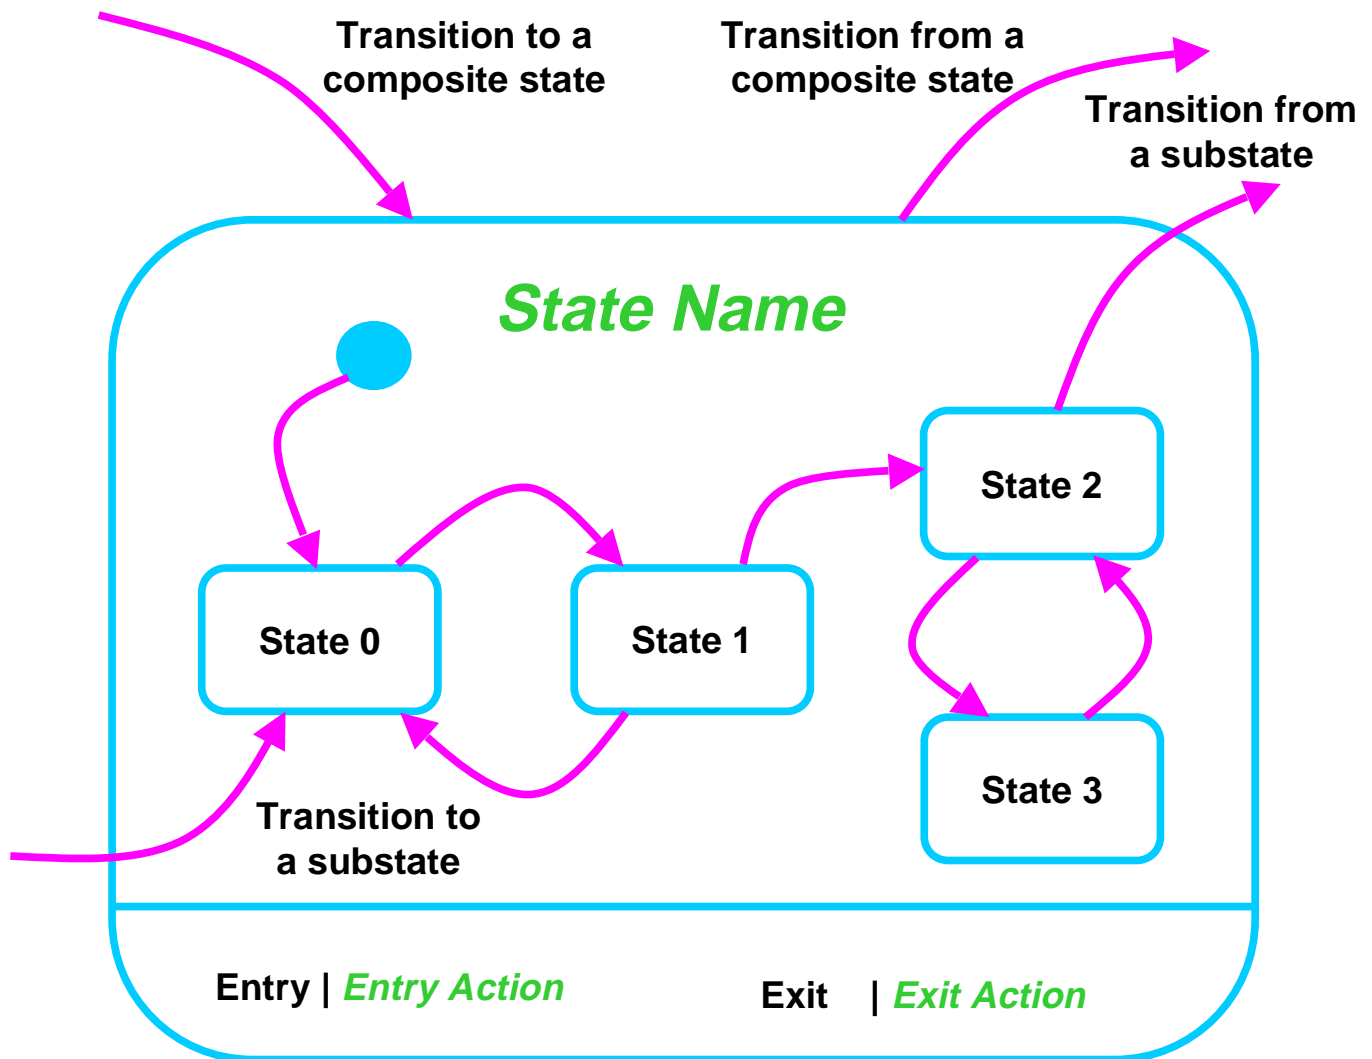 Transition to a
composite state
Transition from a
composite state
Transition from
a substate
State Name
State 2
State 0
State 1
State 3
Transition to
a substate
Entry | Entry Action
Exit | Exit Action